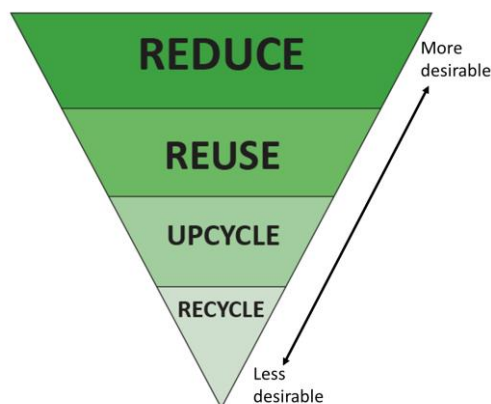 REDUCE
More
desirable
REUSE
UPCYCLE
RECYCLE
Less
desirable